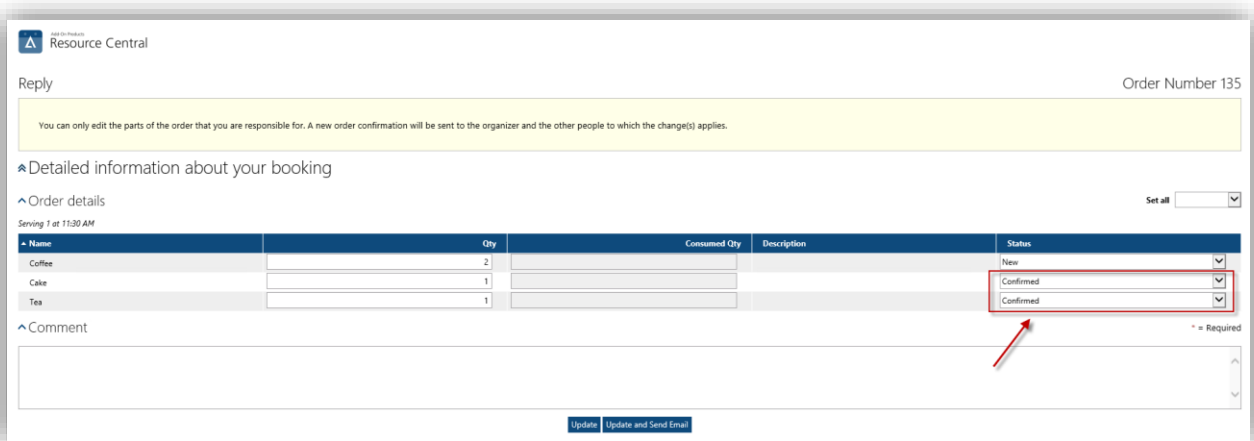 Add-On Products
Resource Central
Reply Order Number 135
You can only edit the parts of the order that you are responsible for. A new order confirmation will be sent to the organizer and the other people to which the change(s) applies.
Detailed information about your booking
Order details Set all
Serving 1 at 11:30 AM
Name Qty Consumed Qty Description Status
Coffee 2 New
Cake 1 Confirmed
Tea 1 Confirmed
Comment * = Required
Update Update and Send Email